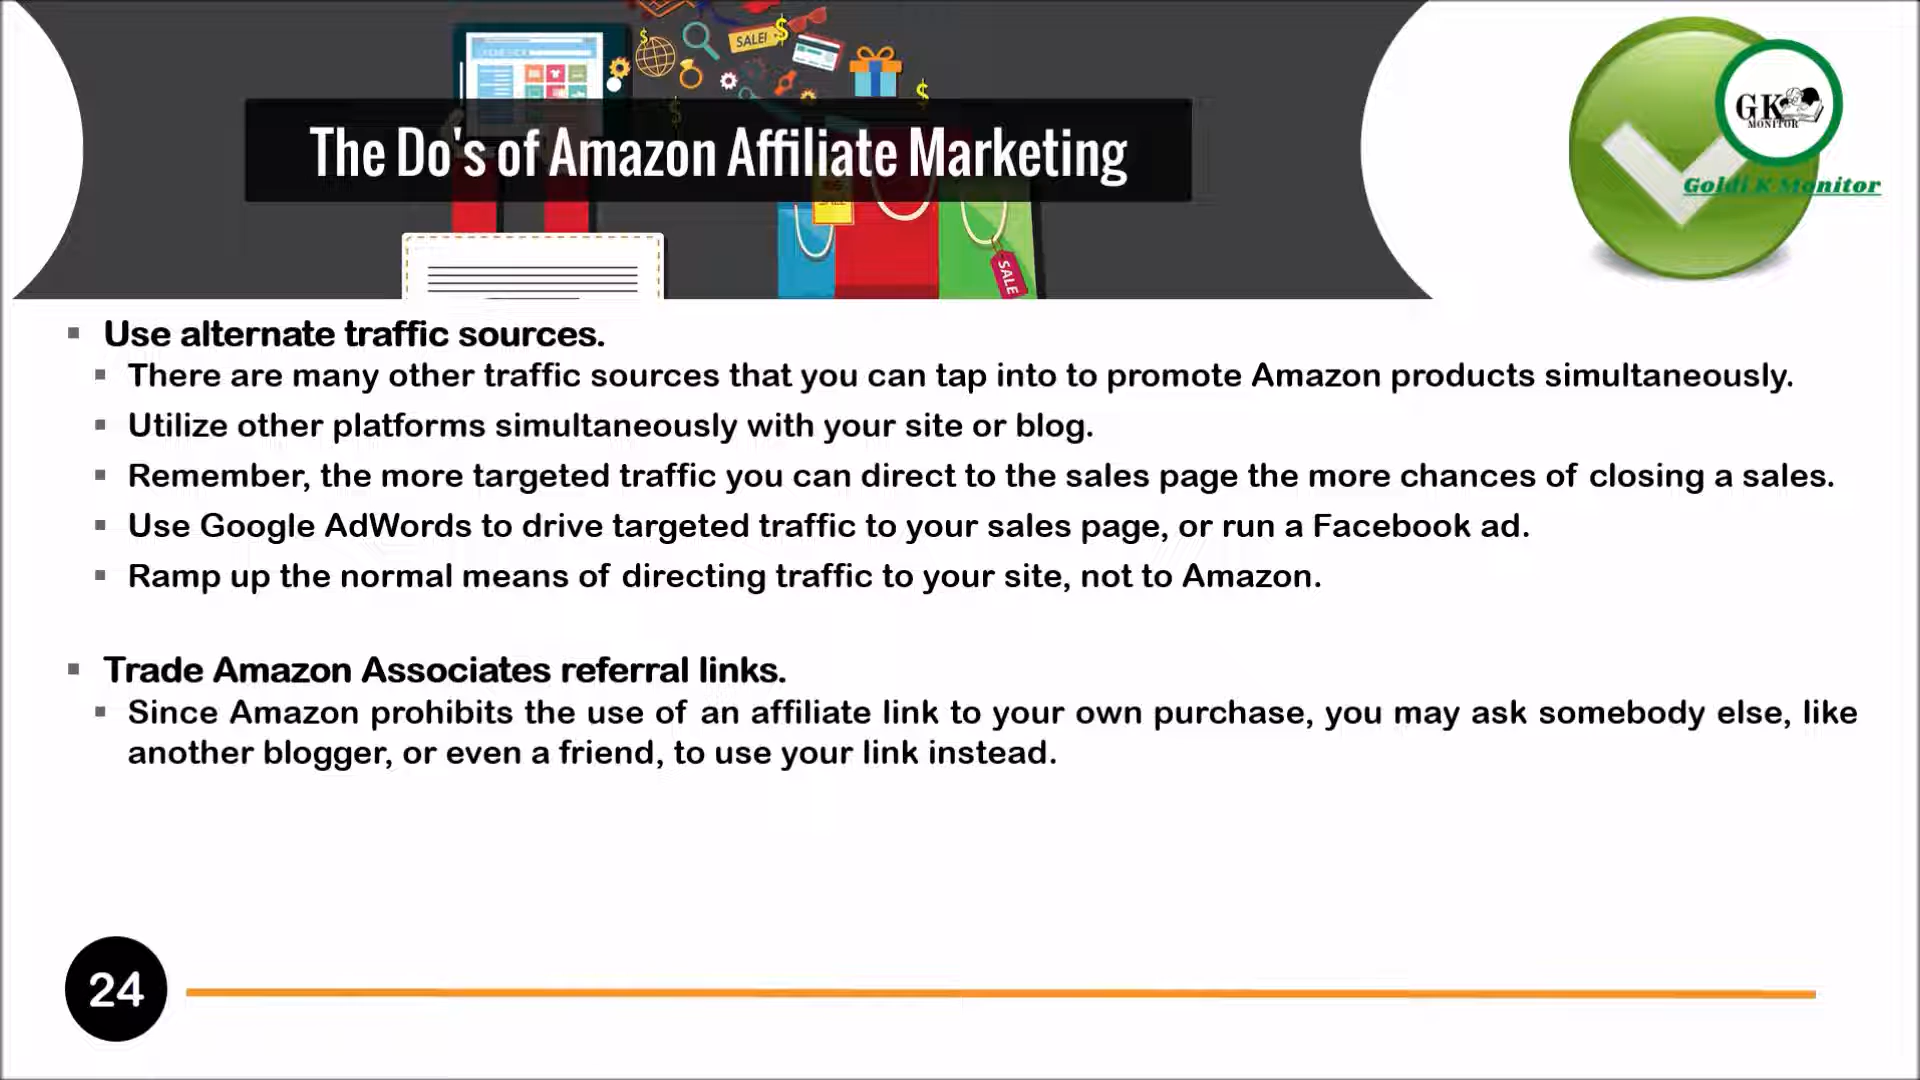 SALE!
The Do's of Amazon Affiliate Marketing
GK
MONITOR
Goldi K Monitor
SALE
Use alternate traffic sources.
There are many other traffic sources that you can tap into to promote Amazon products simultaneously.
Utilize other platforms simultaneously with your site or blog.
Remember, the more targeted traffic you can direct to the sales page the more chances of closing a sales.
Use Google AdWords to drive targeted traffic to your sales page, or run a Facebook ad.
Ramp up the normal means of directing traffic to your site, not to Amazon.
Trade Amazon Associates referral links.
Since Amazon prohibits the use of an affiliate link to your own purchase, you may ask somebody else, like
another blogger, or even a friend, to use your link instead.
24